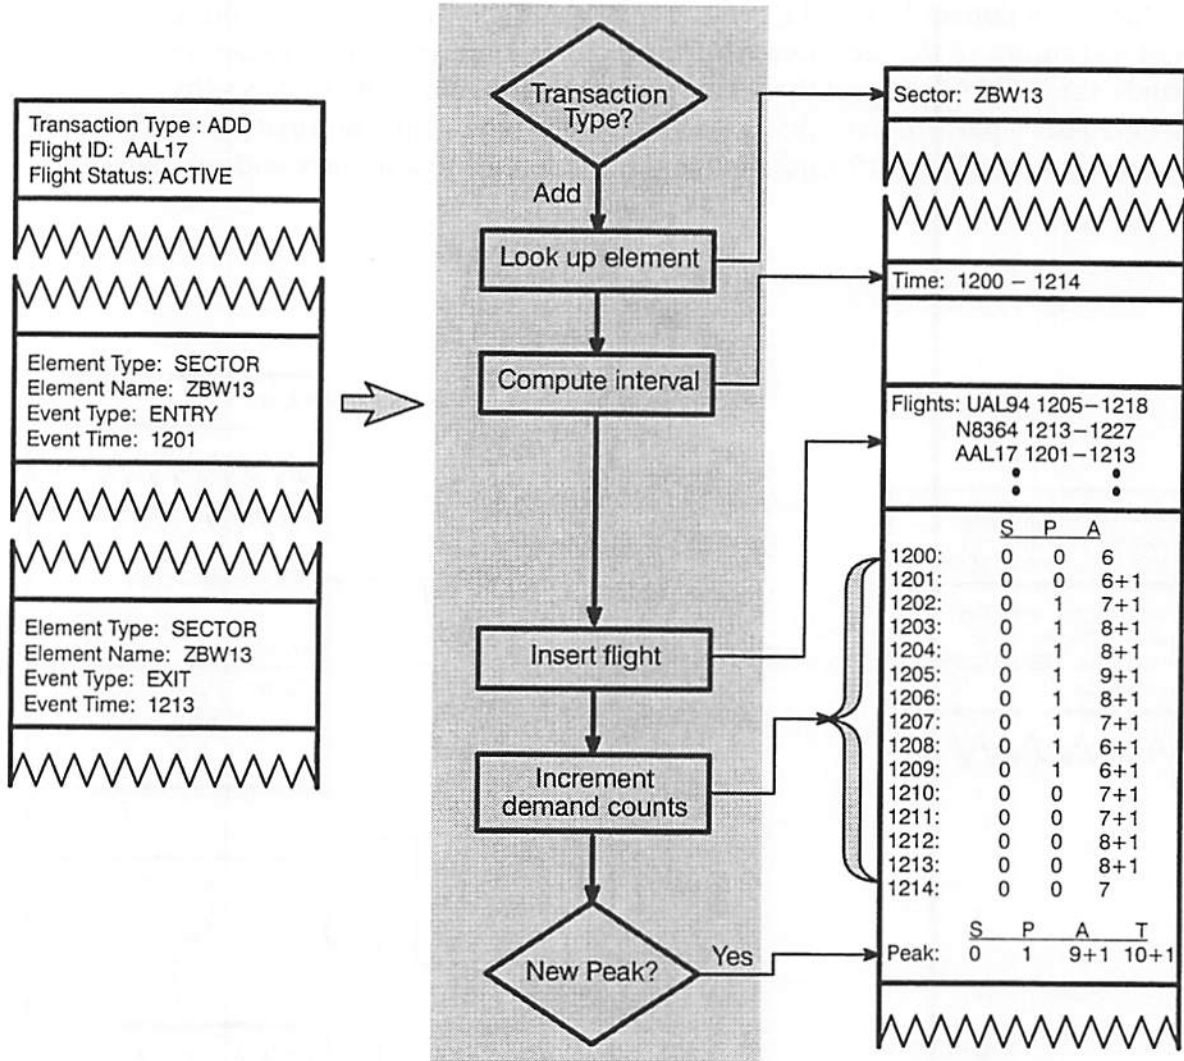 Transaction Type : ADD
Flight ID: AAL17
Flight Status: ACTIVE
Element Type: SECTOR
Element Name: ZBW13
Event Type: ENTRY
Event Time: 1201
Element Type: SECTOR
Element Name: ZBW13
Event Type: EXIT
Event Time: 1213
Transaction
Type?
Add
Look up element
Compute interval
Insert flight
Increment
demand counts
New Peak?
Yes
Sector: ZBW13
Time: 1200 – 1214
Flights: UAL94 1205–1218
N8364 1213–1227
AAL17 1201–1213
S P A
1200: 0 0 6
1201: 0 0 6+1
1202: 0 1 7+1
1203: 0 1 8+1
1204: 0 1 8+1
1205: 0 1 9+1
1206: 0 1 8+1
1207: 0 1 7+1
1208: 0 1 6+1
1209: 0 1 6+1
1210: 0 0 7+1
1211: 0 0 7+1
1212: 0 0 8+1
1213: 0 0 8+1
1214: 0 0 7
S P A T
Peak: 0 1 9+1 10+1